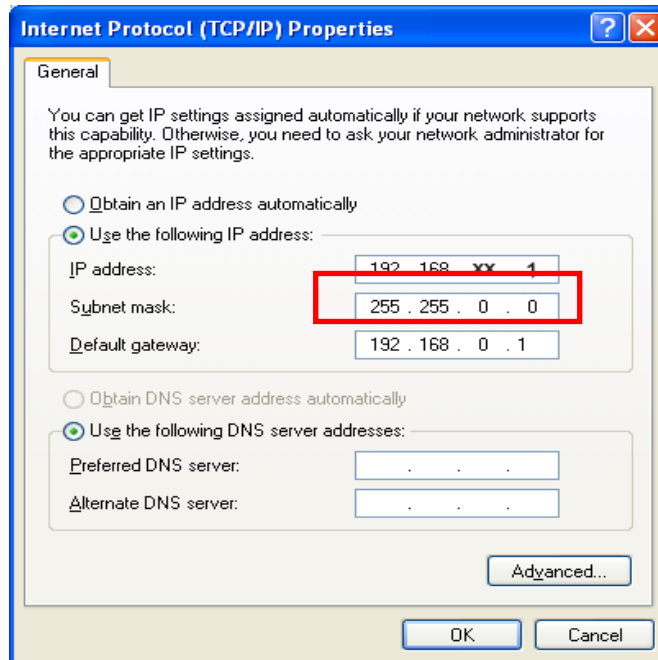 Internet Protocol (TCP/IP) Properties
General
You can get IP settings assigned automatically if your network supports
this capability. Otherwise, you need to ask your network administrator for
the appropriate IP settings.
Obtain an IP address automatically
Use the following IP address:
IP address: 192 . 168 . XX . 1
Subnet mask: 255 . 255 . 0 . 0
Default gateway: 192 . 168 . 0 . 1
Obtain DNS server address automatically
Use the following DNS server addresses:
Preferred DNS server: . . .
Alternate DNS server: . . .
Advanced...
OK Cancel